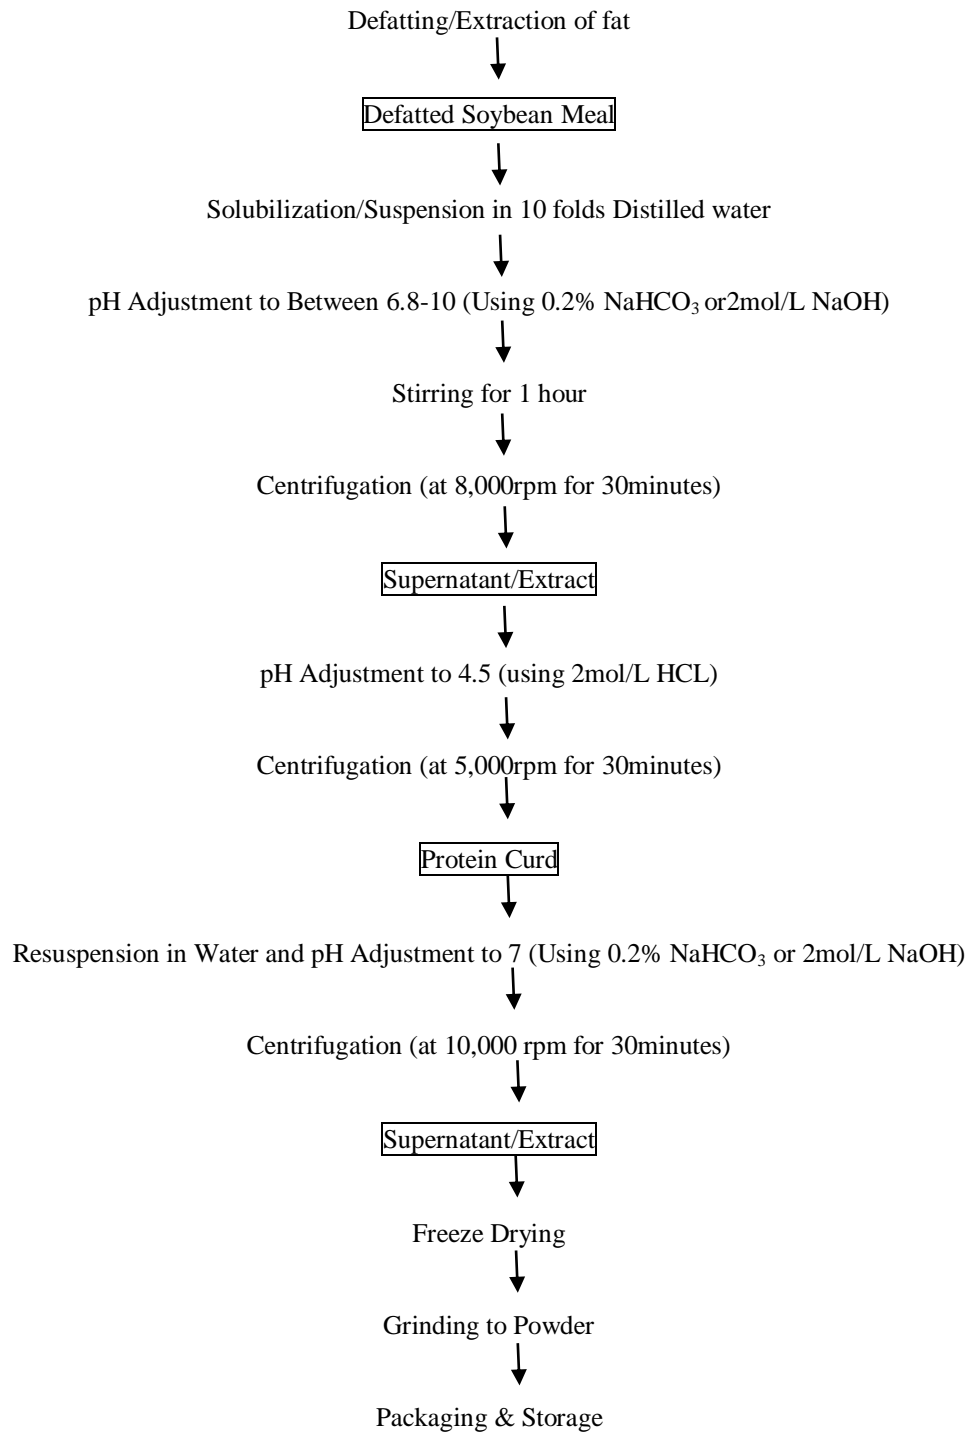 Defatting/Extraction of fat
Defatted Soybean Meal
Solubilization/Suspension in 10 folds Distilled water
pH Adjustment to Between 6.8-10 (Using 0.2% NaHCO₃ or2mol/L NaOH)
Stirring for 1 hour
Centrifugation (at 8,000rpm for 30minutes)
Supernatant/Extract
pH Adjustment to 4.5 (using 2mol/L HCL)
Centrifugation (at 5,000rpm for 30minutes)
Protein Curd
Resuspension in Water and pH Adjustment to 7 (Using 0.2% NaHCO₃ or 2mol/L NaOH)
Centrifugation (at 10,000 rpm for 30minutes)
Supernatant/Extract
Freeze Drying
Grinding to Powder
Packaging & Storage